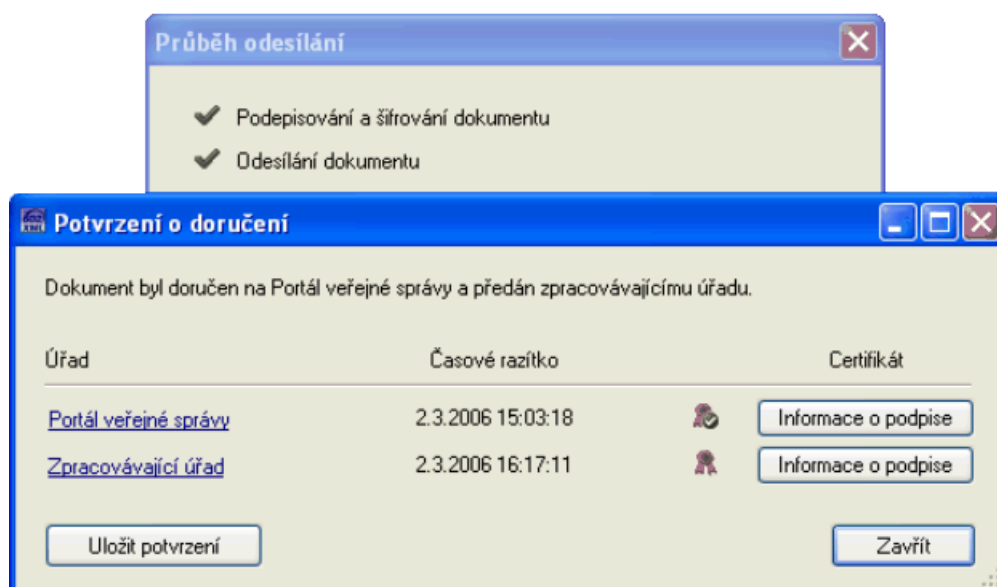 Průběh odesílání
Podepisování a šifrování dokumentu
Odesílání dokumentu
Potvrzení o doručení
Dokument byl doručen na Portál veřejné správy a předán zpracovávajícímu úřadu.
Úřad Časové razítko Certifikát
Portál veřejné správy 2.3.2006 15:03:18 Informace o podpise
Zpracovávající úřad 2.3.2006 16:17:11 Informace o podpise
Uložit potvrzení Zavřít